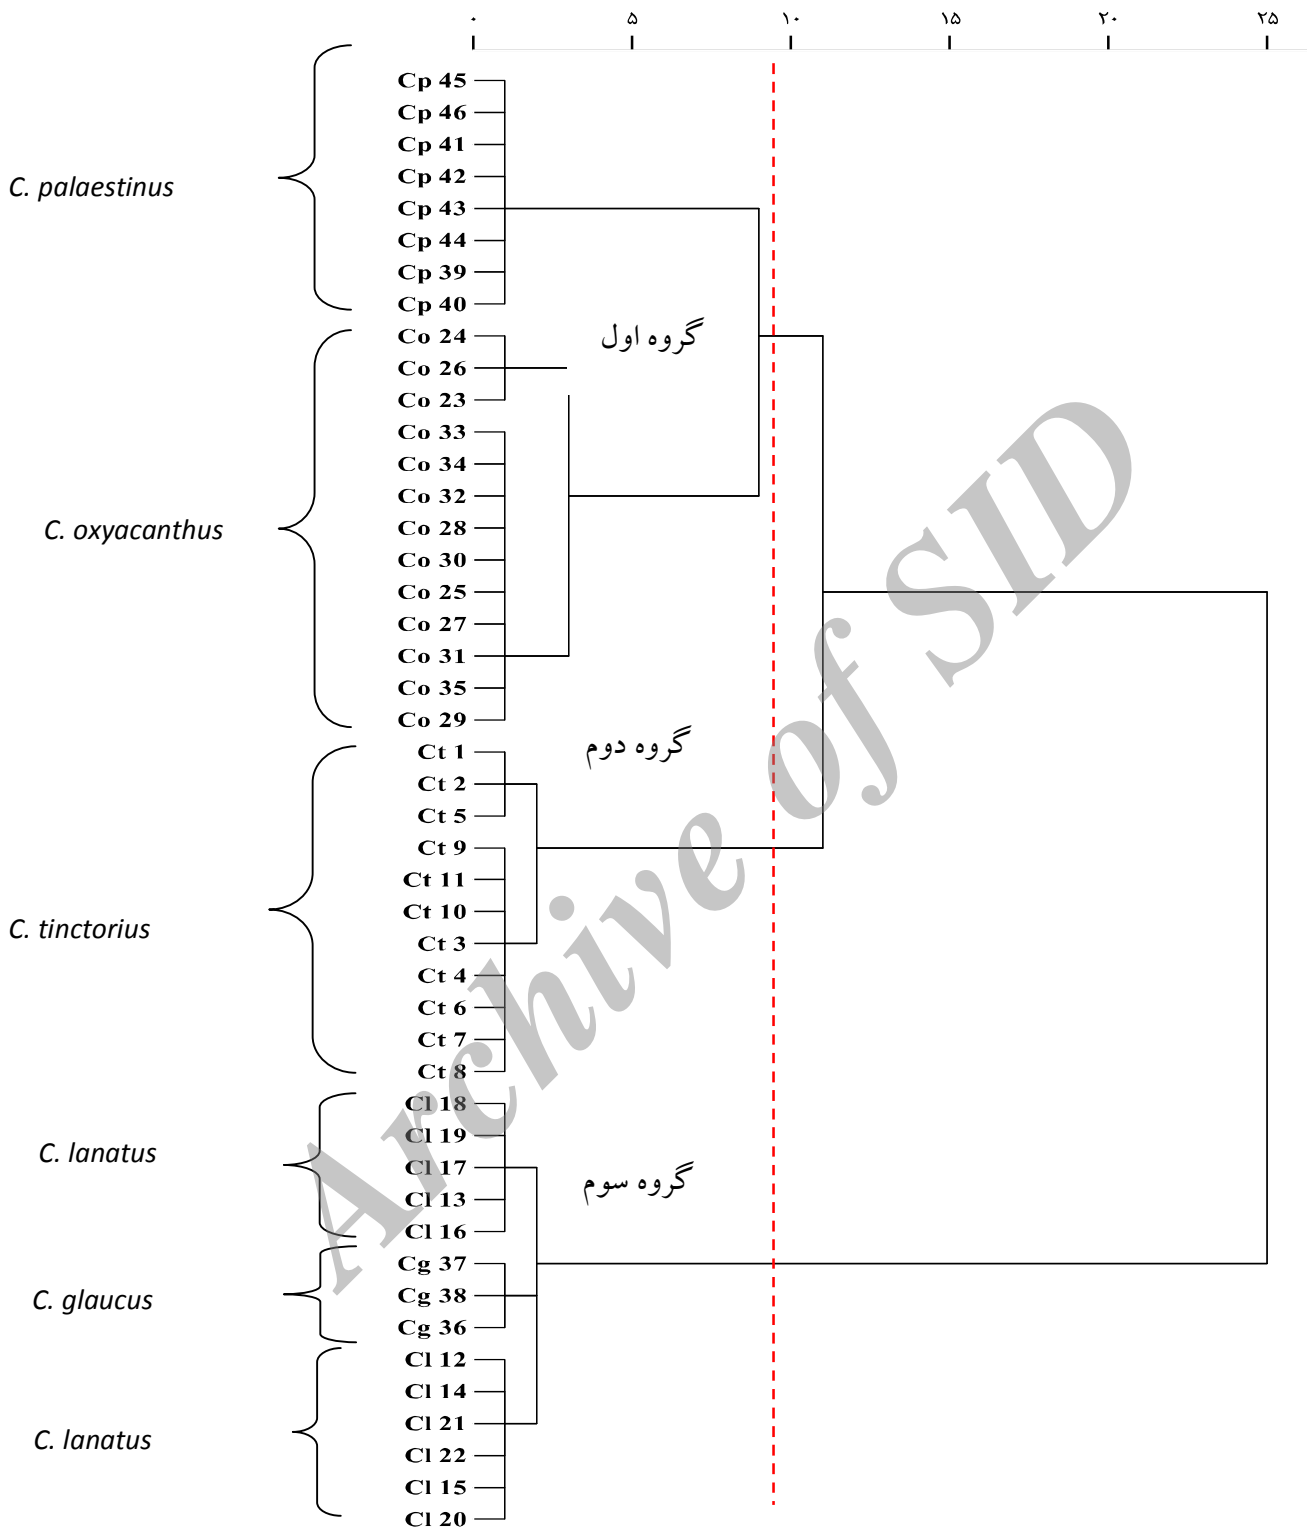 ۰ ۵ ۱۰ ۱۵ ۲۰ ۲۵
Cp 45
Cp 46
Cp 41
Cp 42
C. palaestinus
Cp 43
Cp 44
Cp 39
Cp 40
Co 24
گروه اول
Co 26
Co 23
Co 33
Co 34
Co 32
C. oxyacanthus
Co 28
Co 30
Co 25
Co 27
Co 31
Co 35
Co 29
گروه دوم
Ct 1
Ct 2
Ct 5
Ct 9
Ct 11
Ct 10
C. tinctorius
Ct 3
Ct 4
Ct 6
Ct 7
Ct 8
Cl 18
Cl 19
C. lanatus
Cl 17
گروه سوم
Cl 13
Cl 16
Cg 37
C. glaucus
Cg 38
Cg 36
Cl 12
Cl 14
Cl 21
C. lanatus
Cl 22
Cl 15
Cl 20
Archive of SID